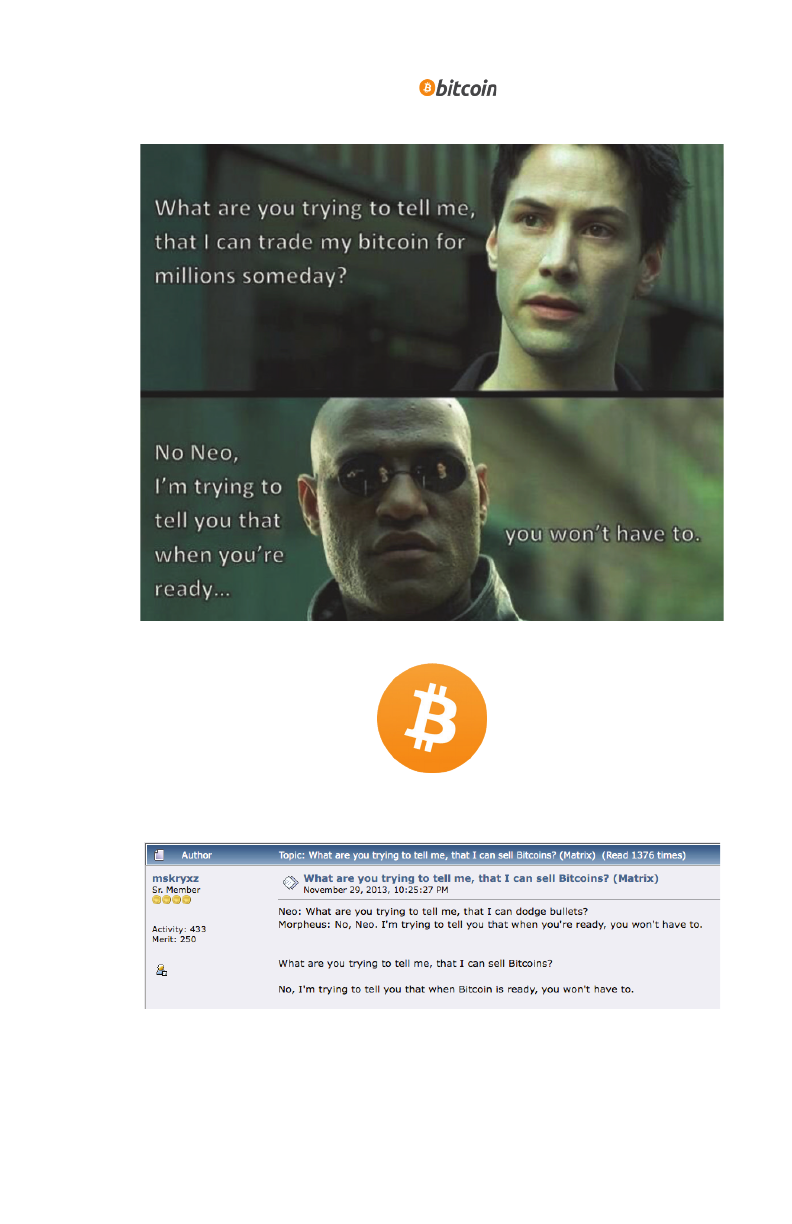 bitcoin
What are you trying to tell me,
that I can trade my bitcoin for
millions someday?
No Neo,
I'm trying to
tell you that
when you're
ready...
you won't have to.
Author Topic: What are you trying to tell me, that I can sell Bitcoins? (Matrix) (Read 1376 times)
mskryxz
Sr. Member
Activity: 433
Merit: 250
What are you trying to tell me, that I can sell Bitcoins? (Matrix)
November 29, 2013, 10:25:27 PM
Neo: What are you trying to tell me, that I can dodge bullets?
Morpheus: No, Neo. I'm trying to tell you that when you're ready, you won't have to.
What are you trying to tell me, that I can sell Bitcoins?
No, I'm trying to tell you that when Bitcoin is ready, you won't have to.